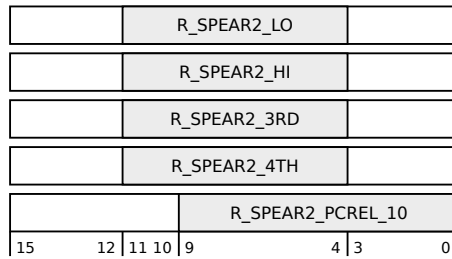 R_SPEAR2_LO
R_SPEAR2_HI
R_SPEAR2_3RD
R_SPEAR2_4TH
R_SPEAR2_PCREL_10
15 12 11 10 9 4 3 0